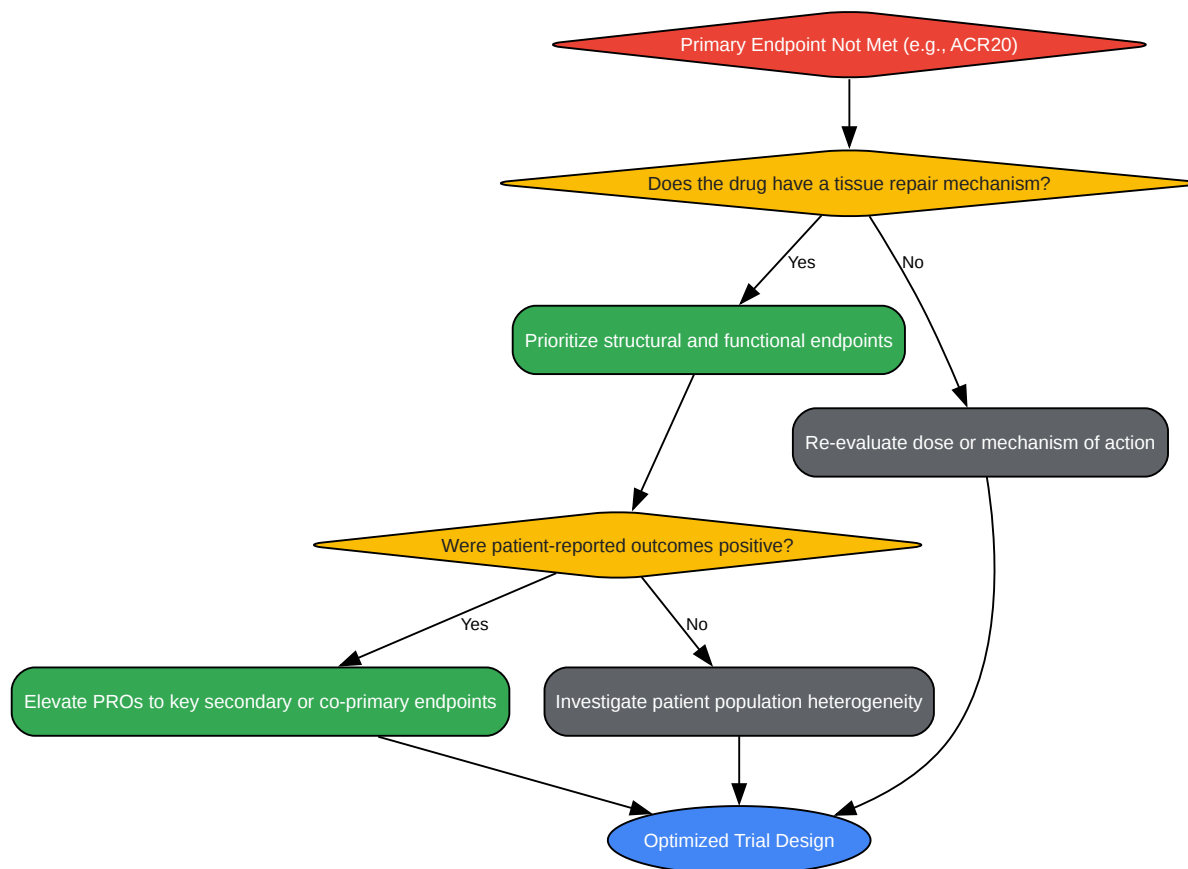 Primary Endpoint Not Met (e.g., ACR20)
Does the drug have a tissue repair mechanism?
Yes
No
Prioritize structural and functional endpoints
Re-evaluate dose or mechanism of action
Were patient-reported outcomes positive?
Yes
No
Elevate PROs to key secondary or co-primary endpoints
Investigate patient population heterogeneity
Optimized Trial Design